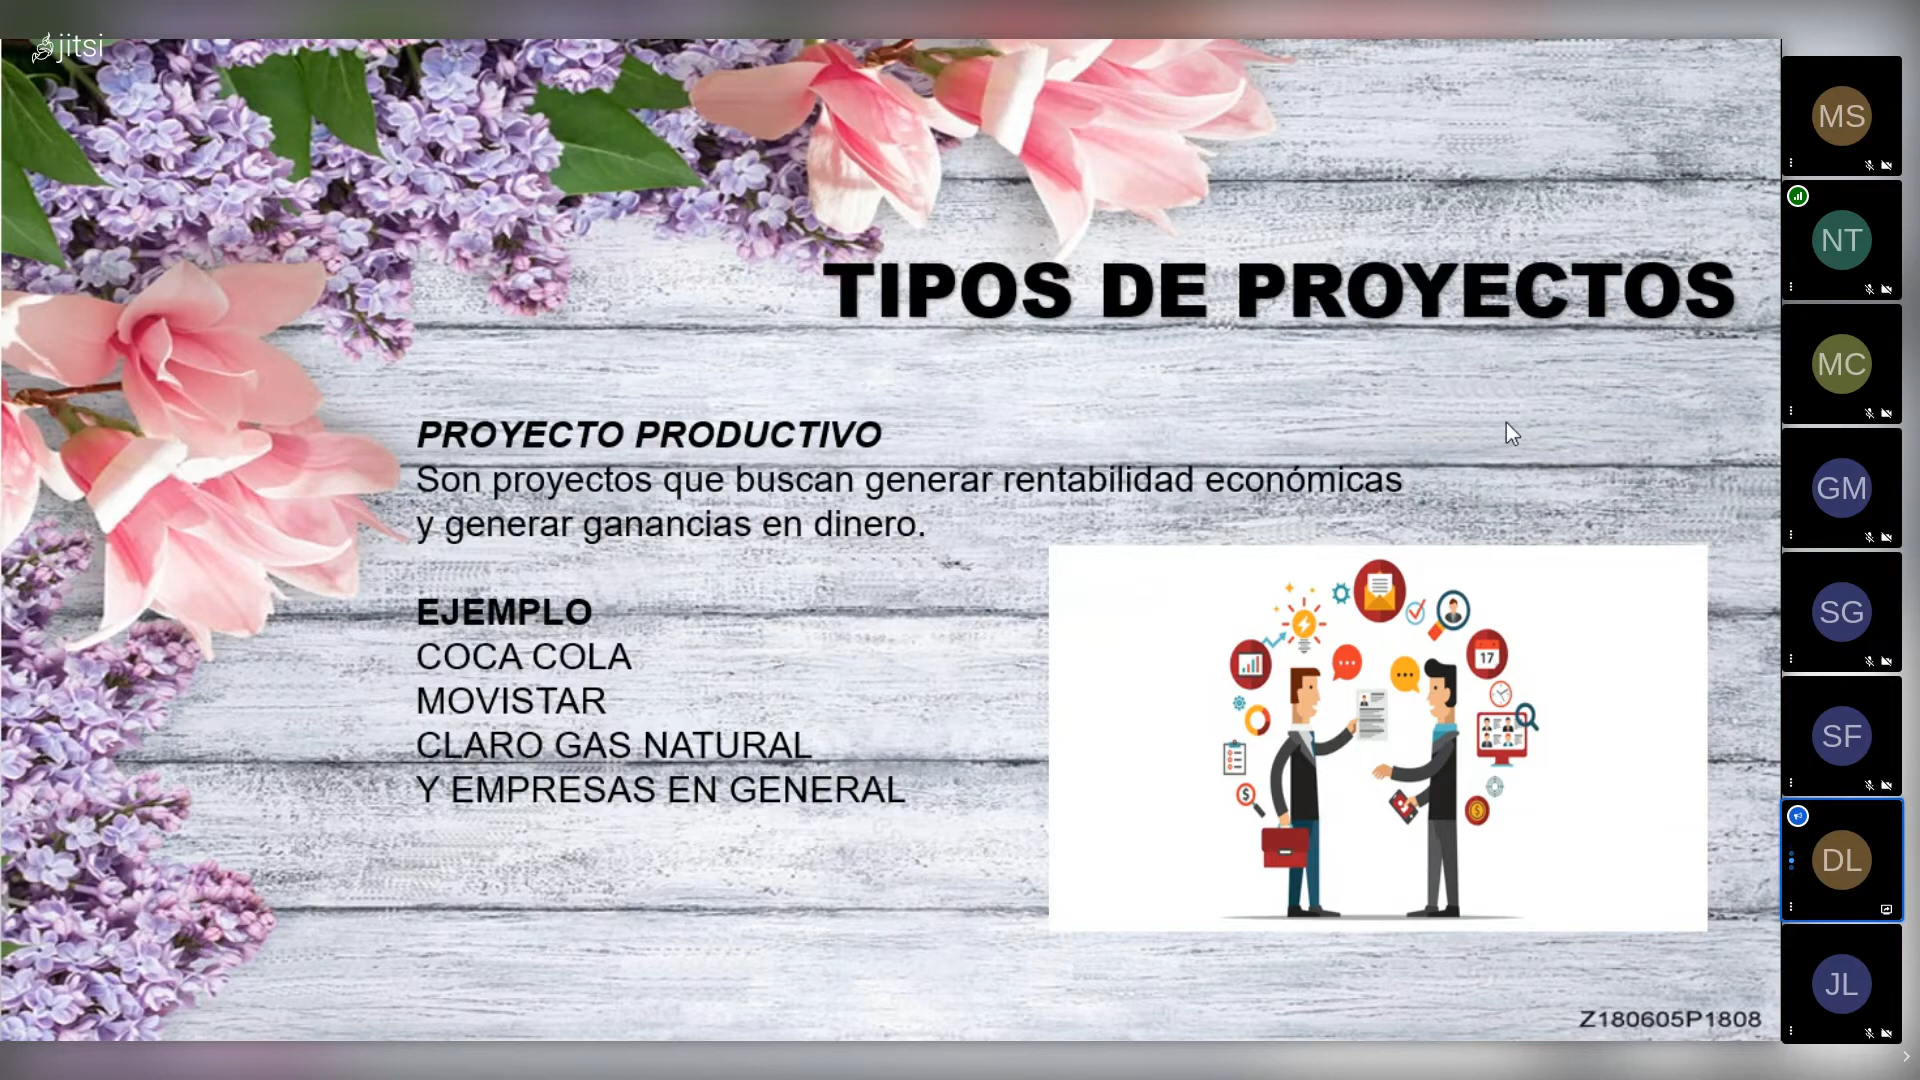 jitsi
TIPOS DE PROYECTOS
PROYECTO PRODUCTIVO
Son proyectos que buscan generar rentabilidad económicas
y generar ganancias en dinero.
EJEMPLO
COCA COLA
MOVISTAR
CLARO GAS NATURAL
Y EMPRESAS EN GENERAL
17
$
$
Z180605P1808
MS
NT
MC
GM
SG
SF
DL
JL